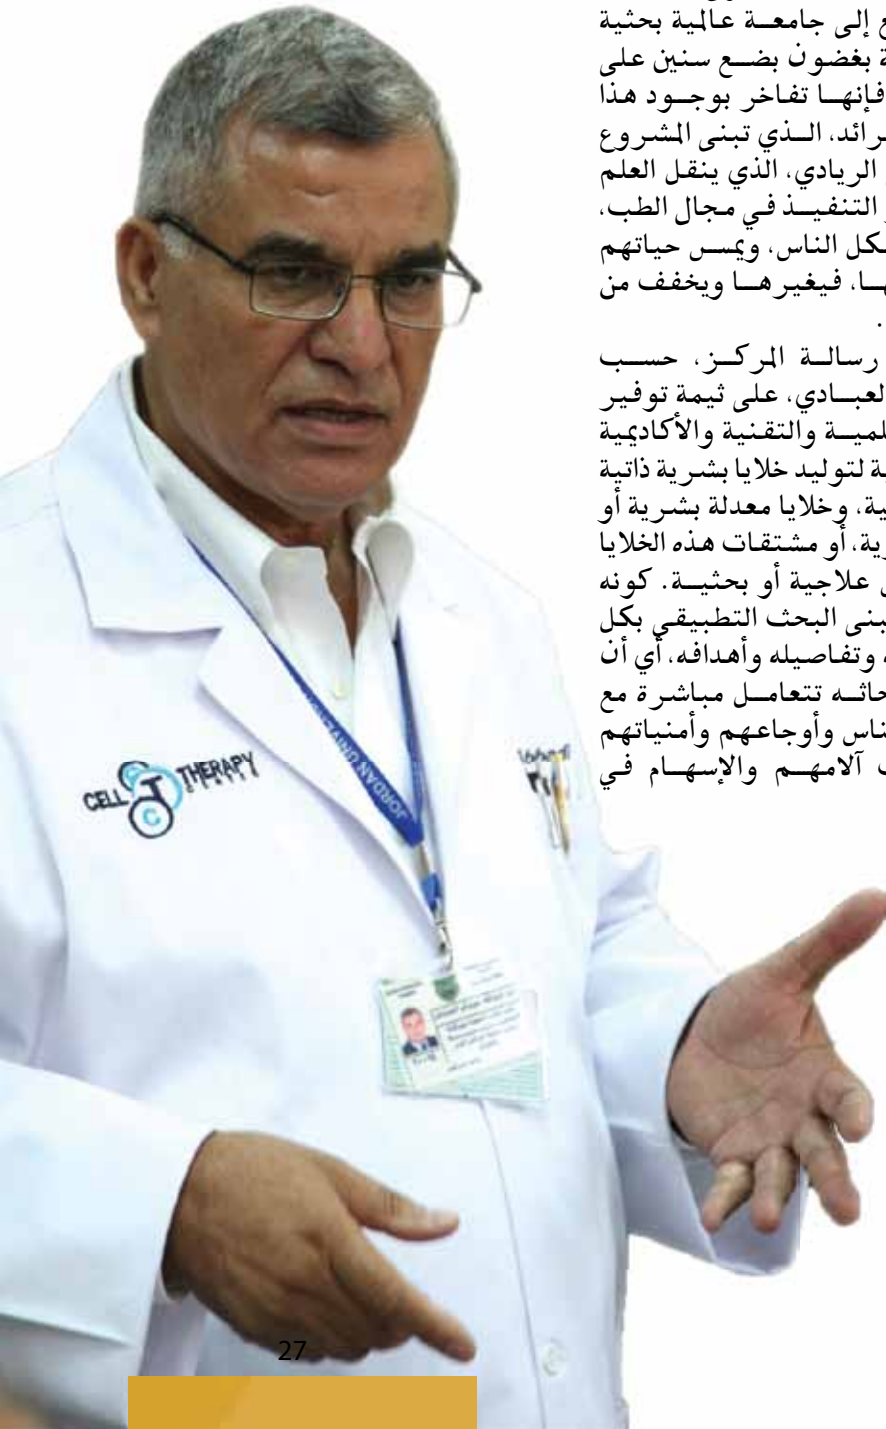 ع إلى جامعة عالمية بحثية
ة بغضون بضع سنين على
فإنها تفاخر بوجود هذا
رائد، الذي تبنى المشروع
الريادي، الذي ينقل العلم
التنفيذ في مجال الطب،
كل الناس، ويمس حياتهم
ها، فيغيرها ويخفف من
.
رسالة المركز، حسب
لعبادي، على ثيمة توفير
لمية والتقنية والأكاديمية
ية لتوليد خلايا بشرية ذاتية
ية، وخلايا معدلة بشرية أو
رية، أو مشتقات هذه الخلايا
ض علاجية أو بحثية. كونه
بنى البحث التطبيقي بكل
ه وتفاصيله وأهدافه، أي أن
حاثه تتعامل مباشرة مع
ناس وأوجاعهم وأمنياتهم
ف آلامهم والإسهام في
CELL THERAPY
CTC
JORDAN
27